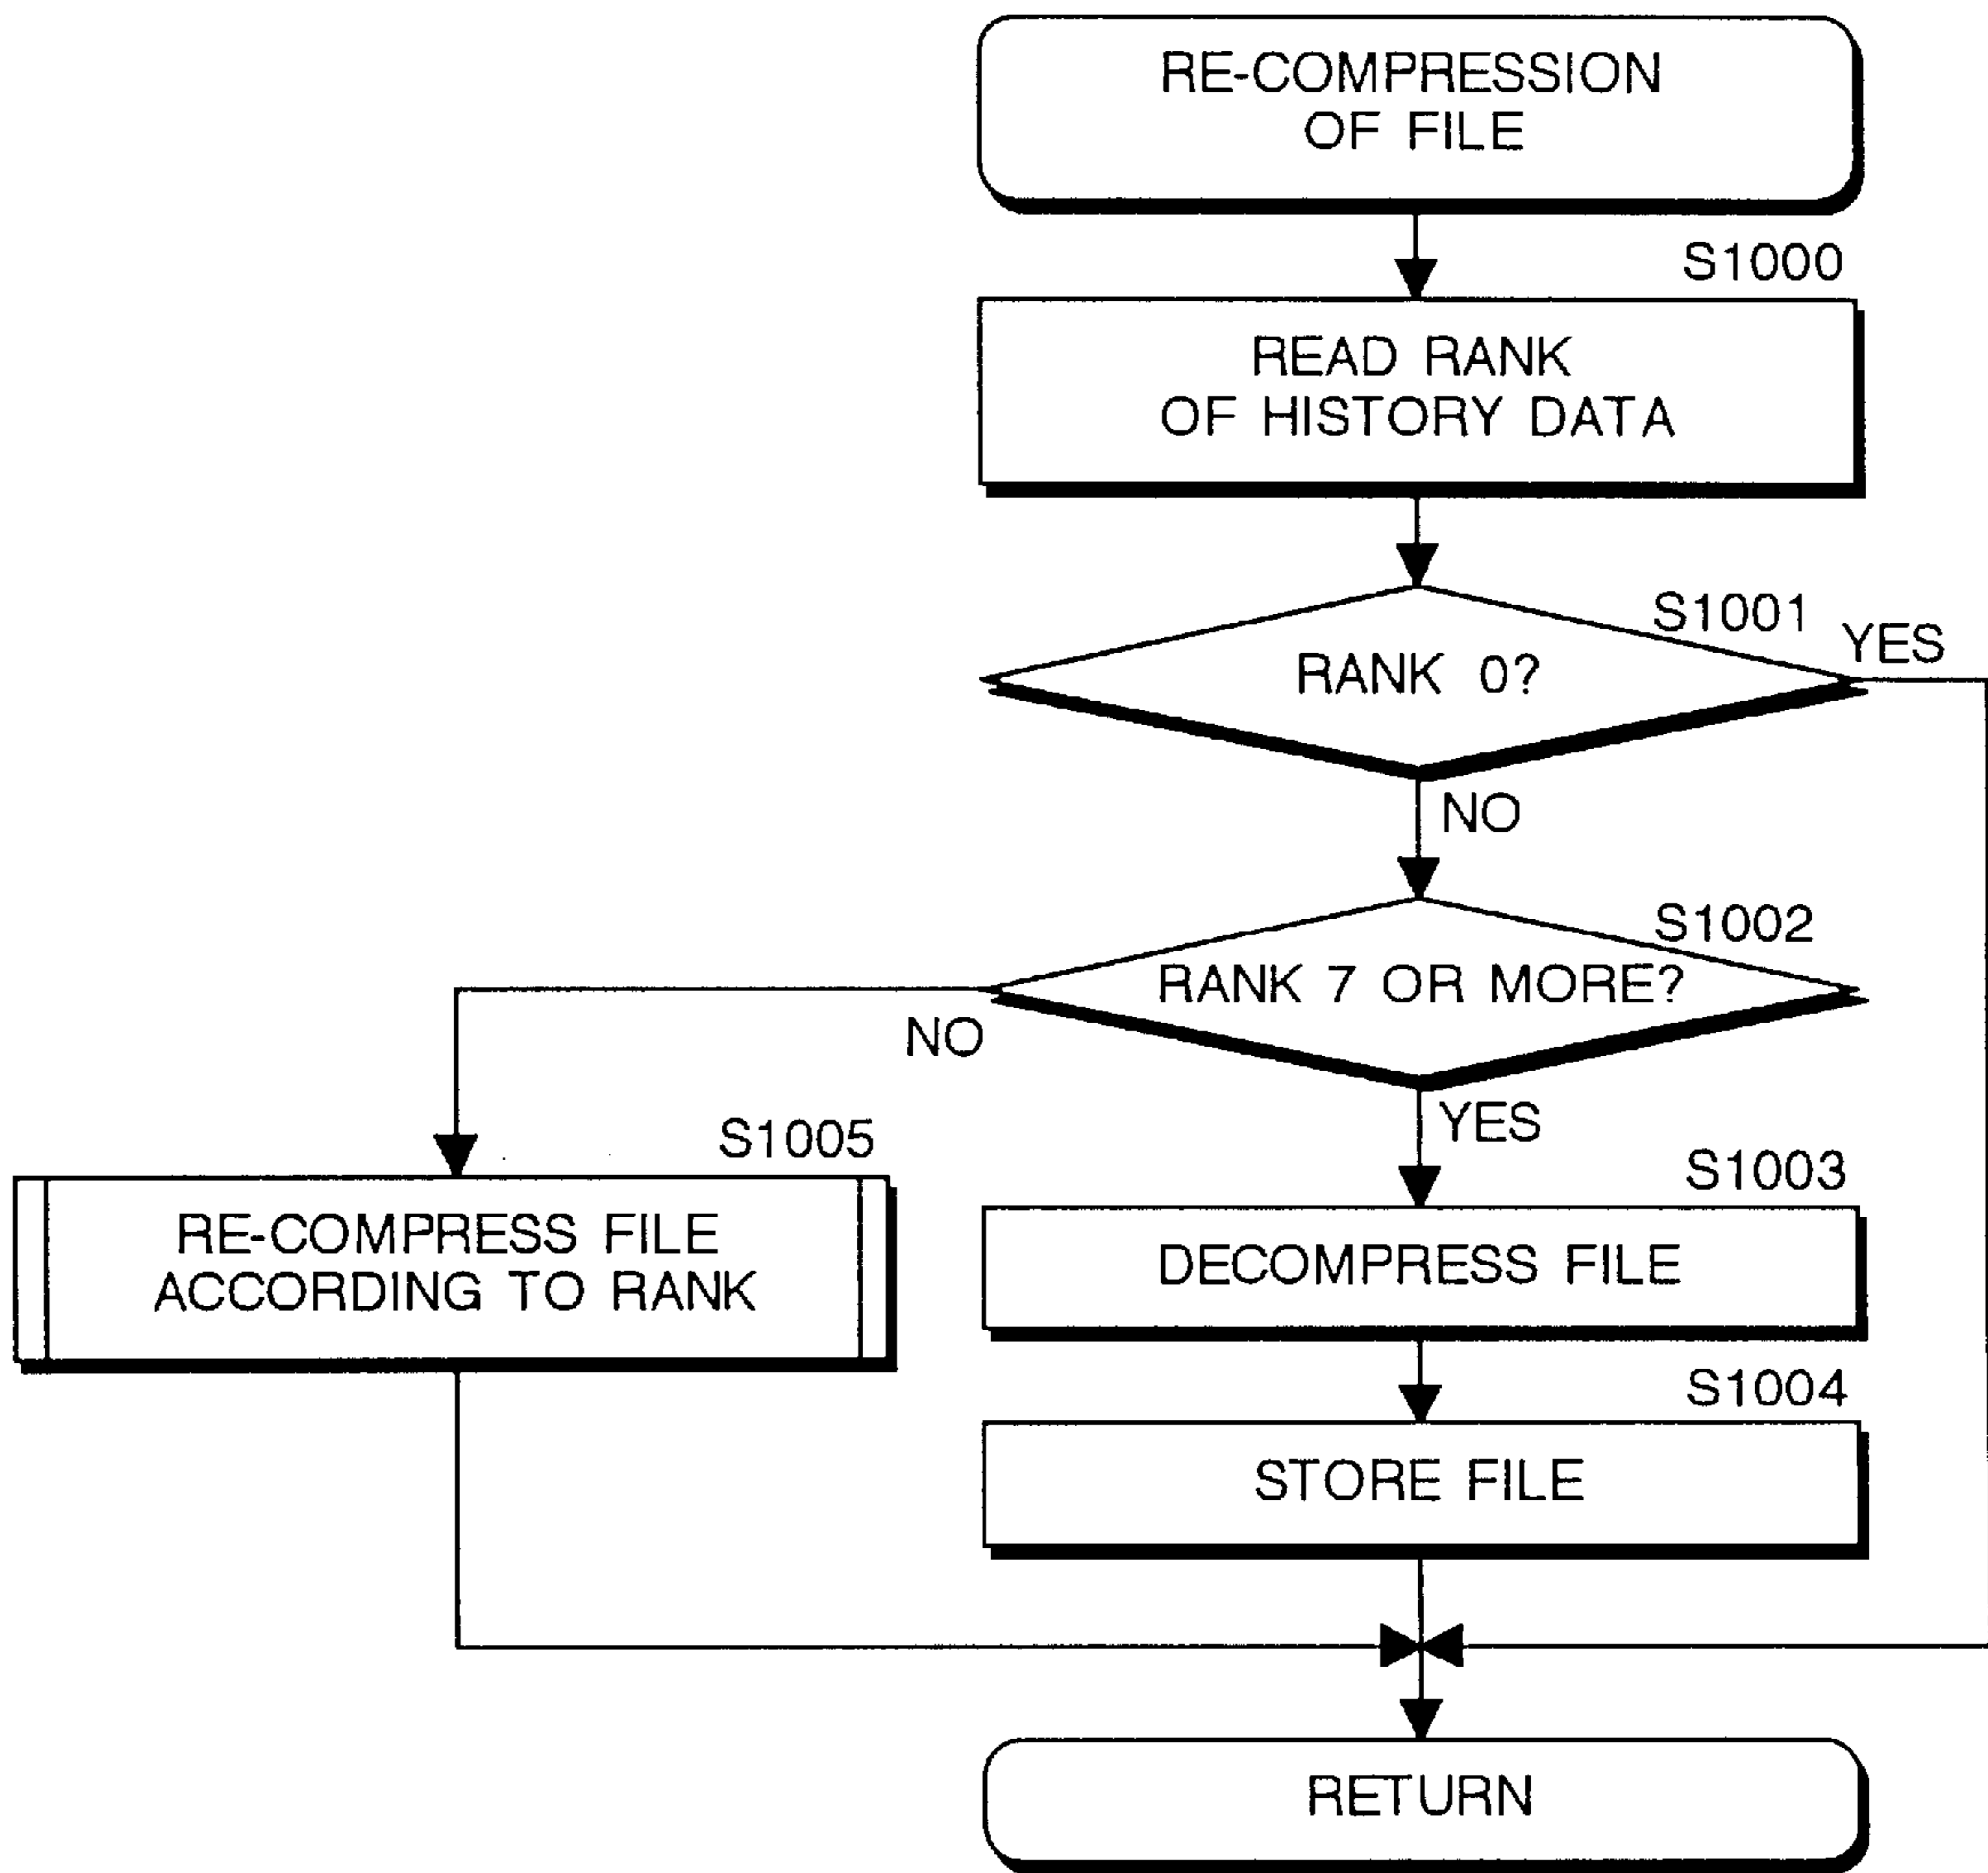 RE-COMPRESSION
OF FILE
S1000
READ RANK
OF HISTORY DATA
S1001
YES
RANK 0?
NO
S1002
RANK 7 OR MORE?
NO
YES
S1005
S1003
RE-COMPRESS FILE
ACCORDING TO RANK
DECOMPRESS FILE
S1004
STORE FILE
RETURN